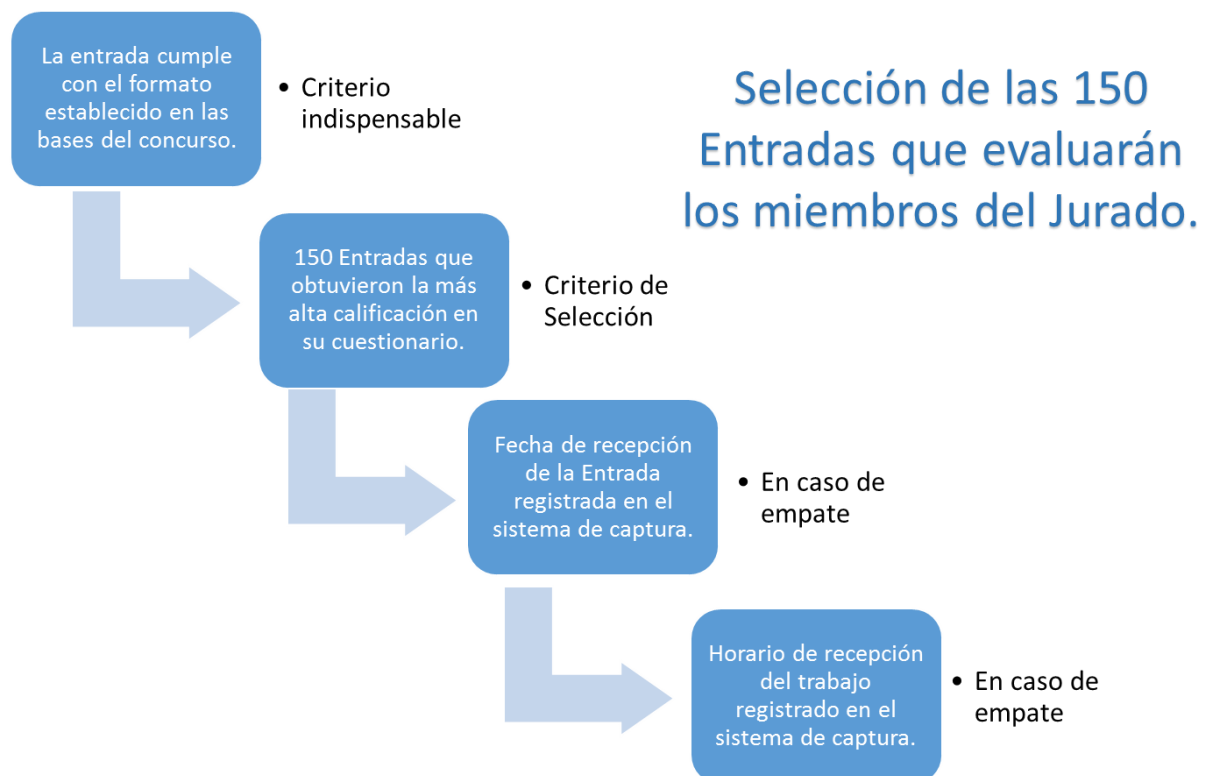 La entrada cumple
con el formato
establecido en las
bases del concurso.
• Criterio
indispensable
Selección de las 150
Entradas que evaluarán
los miembros del Jurado.
150 Entradas que
obtuvieron la más
alta calificación en
su cuestionario.
• Criterio de
Selección
Fecha de recepción
de la Entrada
registrada en el
sistema de captura.
• En caso de
empate
Horario de recepción
del trabajo
registrado en el
sistema de captura.
• En caso de
empate